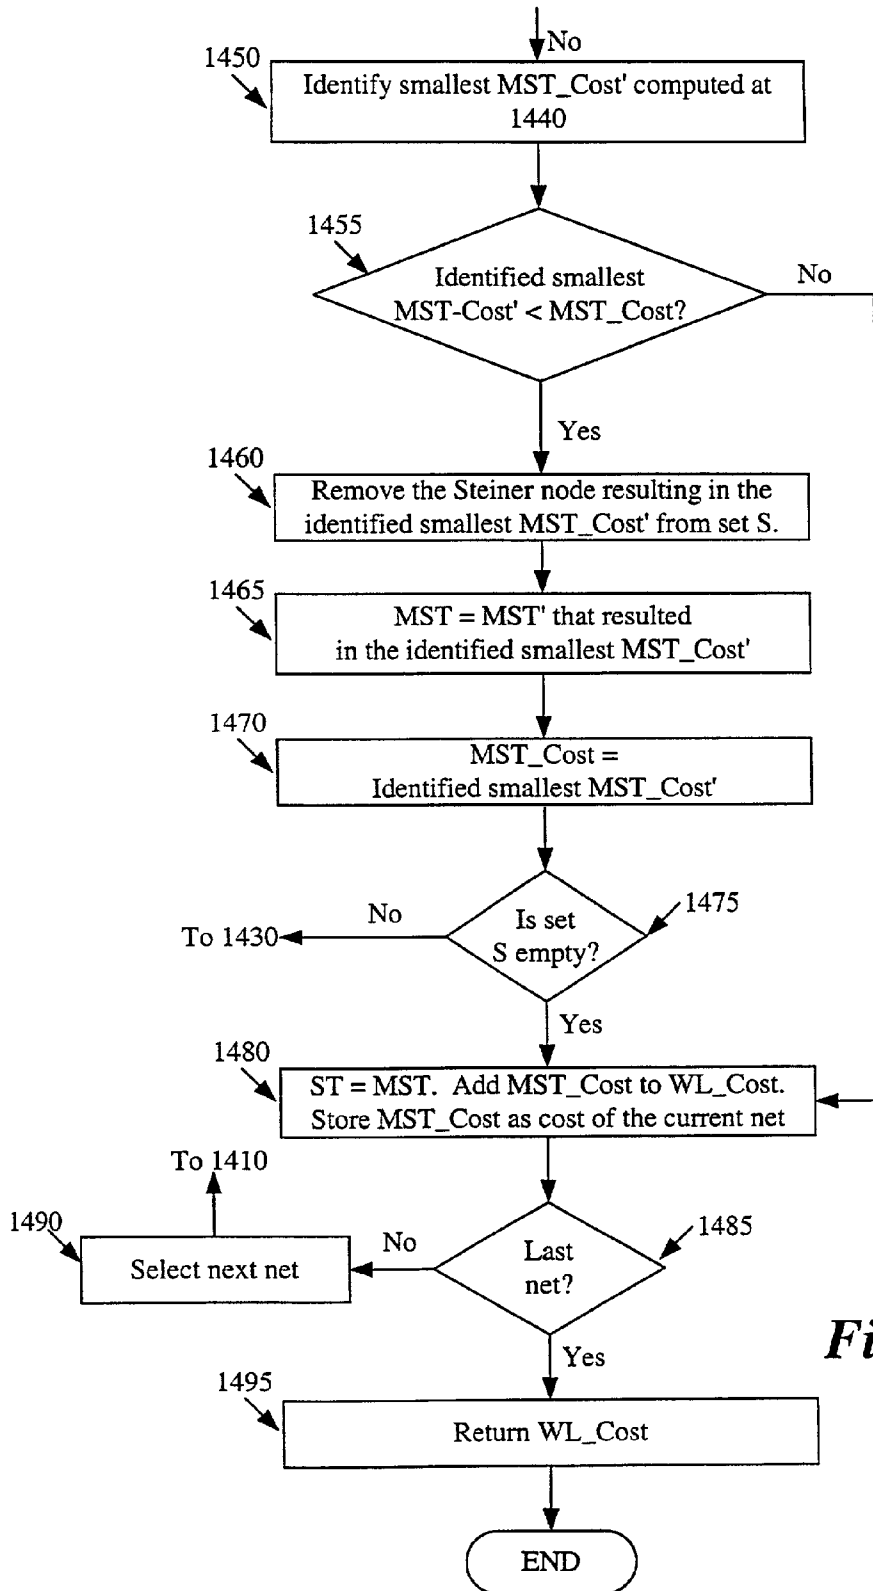 No
1450
Identify smallest MST_Cost' computed at
1440
1455
Identified smallest
MST-Cost' < MST_Cost?
No
Yes
1460
Remove the Steiner node resulting in the
identified smallest MST_Cost' from set S.
1465
MST = MST' that resulted
in the identified smallest MST_Cost'
1470
MST_Cost =
Identified smallest MST_Cost'
1475
Is set
S empty?
No
To 1430
Yes
1480
ST = MST. Add MST_Cost to WL_Cost.
Store MST_Cost as cost of the current net
To 1410
1490
Select next net
No
Last
net?
1485
Fi
Yes
1495
Return WL_Cost
END